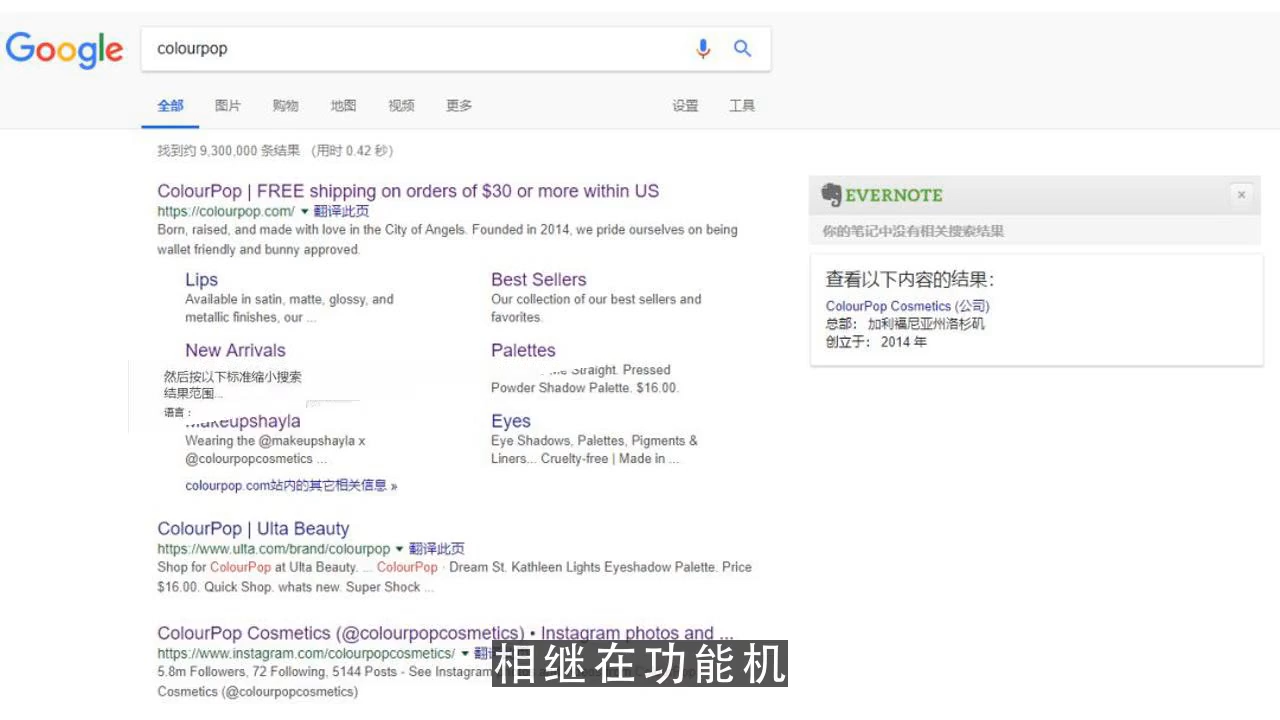 Google
colourpop
全部 图片 购物 地图 视频 更多 设置 工具
找到约 9,300,000 条结果 （用时 0.42 秒）
ColourPop | FREE shipping on orders of $30 or more within US
https://colourpop.com/ 翻译此页
Born, raised, and made with love in the City of Angels. Founded in 2014, we pride ourselves on being
wallet friendly and bunny approved.
Lips
Available in satin, matte, glossy, and
metallic finishes, our ...
Best Sellers
Our collection of our best sellers and
favorites.
New Arrivals
然后按以下标准缩小搜索
结果范围...
语言：
Palettes
Straight. Pressed
Powder Shadow Palette. $16.00.
Makeupshayla
Wearing the @makeupshayla x
@colourpopcosmetics ...
Eyes
Eye Shadows, Palettes, Pigments &
Liners... Cruelty-free | Made in ...
colourpop.com站内的其它相关信息 »
ColourPop | Ulta Beauty
https://www.ulta.com/brand/colourpop 翻译此页
Shop for ColourPop at Ulta Beauty. ... ColourPop · Dream St. Kathleen Lights Eyeshadow Palette. Price
$16.00. Quick Shop. whats new. Super Shock ...
ColourPop Cosmetics (@colourpopcosmetics) • Instagram photos and ...
https://www.instagram.com/colourpopcosmetics/ 翻
5.8m Followers, 72 Following, 5144 Posts - See Instagram
Cosmetics (@colourpopcosmetics)
EVERNOTE
你的笔记中没有相关搜索结果
查看以下内容的结果：
ColourPop Cosmetics (公司)
总部： 加利福尼亚州洛杉矶
创立于： 2014 年
相继在功能机